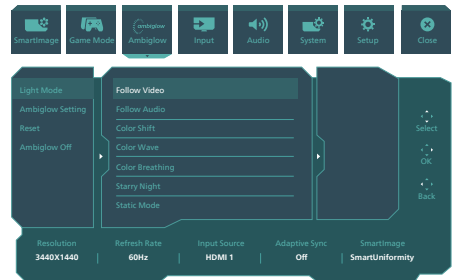 ambiglow
SmartImage Game Mode Ambiglow Input Audio System Setup Close
Light Mode
Ambiglow Setting
Reset
Ambiglow Off
Follow Video
Follow Audio
Color Shift
Color Wave
Color Breathing
Starry Night
Static Mode
Select
OK
Back
Resolution Refresh Rate Input Source Adaptive Sync SmartImage
3440X1440 | 60Hz | HDMI 1 | Off | SmartUniformity